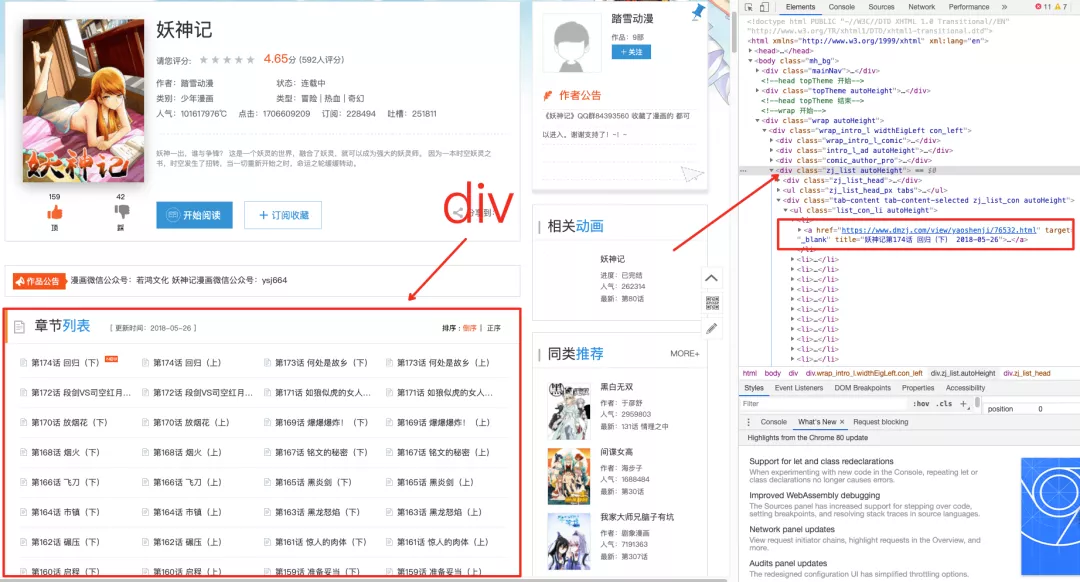 妖神记
请您评分:
4.65分 (592人评分)
作者: 踏雪动漫
状态: 连载中
类别: 少年漫画
类型: 冒险 | 热血 | 奇幻
人气: 101617976℃ 点击: 1706609209 订阅: 228494 吐槽: 251811
妖神一出,谁与争锋? 这是一个妖灵的世界,融合了妖灵,就可以成为强大的妖灵师。 因为一本时空妖灵之
书,时空发生了扭转,当一切重新开始之时,命运之轮缓缓转动。
妖神记
159
42
顶
踩
开始阅读
+ 订阅收藏
分享到:
div
作品公告
漫画微信公众号: 若鸿文化 妖神记漫画微信公众号: ysj664
章节列表
[ 更新时间: 2018-05-26 ]
排序: 倒序 | 正序
第174话 回归(下)
第174话 回归(上)
第173话 何处是故乡(下)
第173话 何处是故乡(上)
第172话 段剑VS司空红月...
第172话 段剑VS司空红月...
第171话 如狼似虎的女人...
第171话 如狼似虎的女人...
第170话 放烟花(下)
第170话 放烟花(上)
第169话 爆爆爆炸!(下)
第169话 爆爆爆炸!(上)
第168话 烟火(下)
第168话 烟火(上)
第167话 铭文的秘密(下)
第167话 铭文的秘密(上)
第166话 飞刀(下)
第166话 飞刀(上)
第165话 黑炎剑(下)
第165话 黑炎剑(上)
第164话 市镇(下)
第164话 市镇(上)
第163话 黑龙怒焰(下)
第163话 黑龙怒焰(上)
第162话 碾压(下)
第162话 碾压(上)
第161话 惊人的肉体(下)
第161话 惊人的肉体(上)
第160话 启程(下)
第160话 启程(上)
第159话 准备妥当(下)
第159话 准备妥当(上)
踏雪动漫
作品: 9部
+ 关注
作者公告
《妖神记》QQ群84393560 收藏了漫画的 都可
以进入。谢谢支持了!~! ~
相关动画
妖神记
进度: 已完结
人气: 262314
最新: 第80话
同类推荐
MORE+
黑白无双
作者: 于彦舒
人气: 2959803
最新: 131话 情理之中
间谍女高
作者: 海步子
人气: 1688484
最新: 第30话
我家大师兄脑子有坑
作者: 剧象漫画
人气: 7191363
最新: 第307话
Elements Console Sources Network Performance » 11 7
<!doctype html PUBLIC "-//W3C//DTD XHTML 1.0 Transitional//EN"
"http://www.w3.org/TR/xhtml1/DTD/xhtml1-transitional.dtd">
<html xmlns="http://www.w3.org/1999/xhtml" xml:lang="en">
<head>…</head>
<body class="mh_bg">
<div class="mainNav">…</div>
<!--head topTheme 开始-->
<div class="topTheme autoHeight">…</div>
<!--head topTheme 结束-->
<!--wrap 开始-->
<div class="wrap autoHeight">
<div class="wrap_intro_l widthEigLeft con_left">
<div class="wrap_intro_l_comic">…</div>
<div class="intro_l_ad autoHeight">…</div>
<div class="comic_author_pro">…</div>
<div class="zj_list autoHeight"> == $0
<div class="zj_list_head">…</div>
<ul class="zj_list_head_px tabs">…</ul>
<div class="tab-content tab-content-selected zj_list_con autoHeight">
<ul class="list_con_li autoHeight">
<li>
<a href="https://www.dmzj.com/view/yaoshenji/76532.html" target=
"_blank" title="妖神记第174话 回归(下) 2018-05-26">…</a>
</li>
<li>…</li>
<li>…</li>
<li>…</li>
<li>…</li>
<li>…</li>
<li>…</li>
<li>…</li>
<li>…</li>
<li>…</li>
<li>…</li>
<li>…</li>
html body div div.wrap_intro_l.widthEigLeft.con_left div.zj_list.autoHeight div.zj_list_head
Styles Event Listeners DOM Breakpoints Properties Accessibility
Filter :hov .cls +
position 0
Console What's New × Request blocking
Highlights from the Chrome 80 update
Support for let and class redeclarations
When experimenting with new code in the Console, repeating let or
class declarations no longer causes errors.
Improved WebAssembly debugging
The Sources panel has increased support for stepping over code,
setting breakpoints, and resolving stack traces in source languages.
Network panel updates
View request initiator chains, highlight requests in the Overview, and
more.
Audits panel updates
The redesigned configuration UI has simplified throttling options.